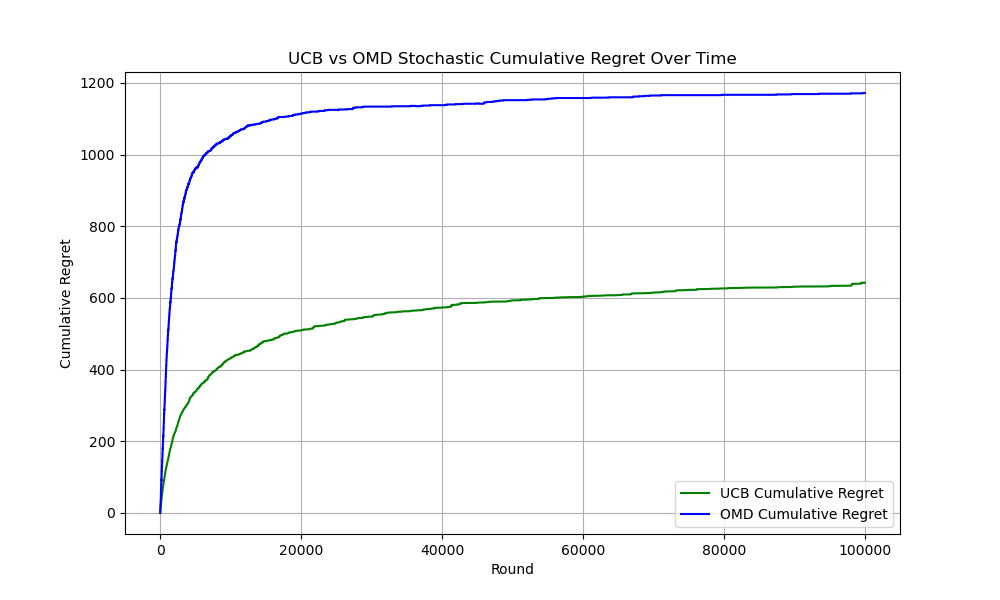 UCB vs OMD Stochastic Cumulative Regret Over Time
1200
1000
800
600
400
200
0
Cumulative Regret
0 20000 40000 60000 80000 100000
Round
UCB Cumulative Regret
OMD Cumulative Regret